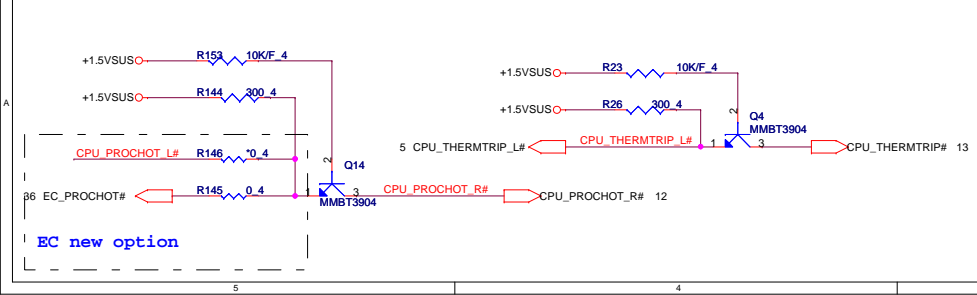 +1.5VSUS R153 10K/F_4
+1.5VSUS R144 300_4
CPU_PROCHOT_L# R146 *0_4
36 EC_PROCHOT# R145 0_4
1 2 3
Q14
MMBT3904
CPU_PROCHOT_R#
CPU_PROCHOT_R# 12
EC new option
+1.5VSUS R23 10K/F_4
+1.5VSUS R26 300_4
5 CPU_THERMTRIP_L# CPU_THERMTRIP_L#
1 2 3
Q4
MMBT3904
CPU_THERMTRIP# 13
A
5 4